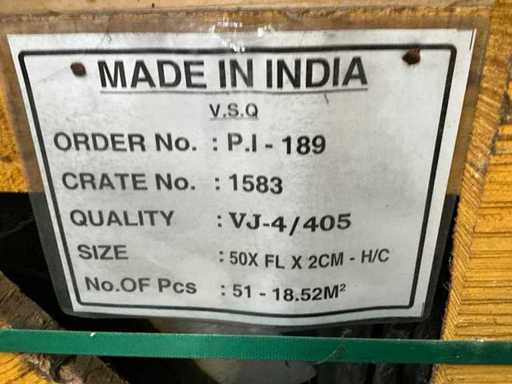 MADE IN INDIA
V.S.Q
ORDER No. : P.I - 189
CRATE No. : 1583
QUALITY : VJ-4/405
SIZE : 50X FL X 2CM - H/C
No.OF Pcs : 51 - 18.52M²